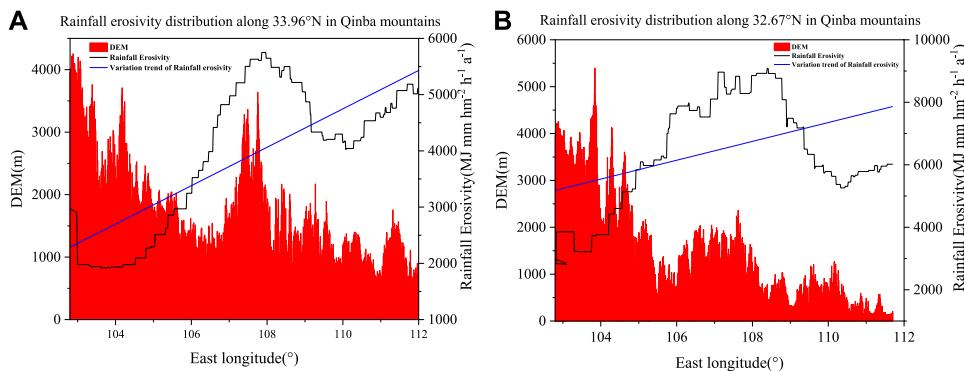 A
Rainfall erosivity distribution along 33.96°N in Qinba mountains
DEM
Rainfall Erosivity
Variation trend of Rainfall erosivity
4000
3000
2000
1000
0
DEM(m)
6000
5000
4000
3000
2000
1000
Rainfall Erosivity(MJ mm hm⁻² h⁻¹ a⁻¹)
104
106
108
110
112
East longitude(°)
B
Rainfall erosivity distribution along 32.67°N in Qinba mountains
DEM
Rainfall Erosivity
Variation trend of Rainfall erosivity
6000
5000
4000
3000
2000
1000
0
DEM(m)
10000
8000
6000
4000
2000
Rainfall Erosivity(MJ mm hm⁻² h⁻¹ a⁻¹)
104
106
108
110
112
East longitude(°)